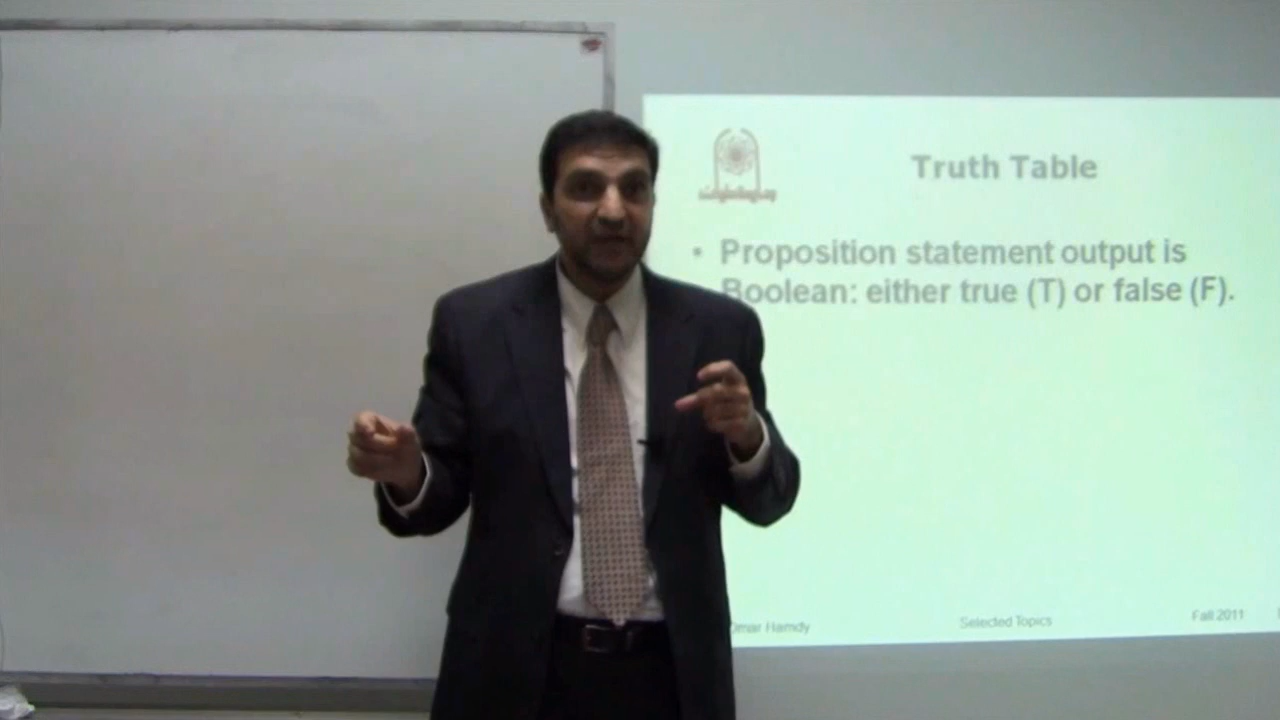 Truth Table
• Proposition statement output is
Boolean: either true (T) or false (F).
Omar Hamdy
Selected Topics
Fall 2011